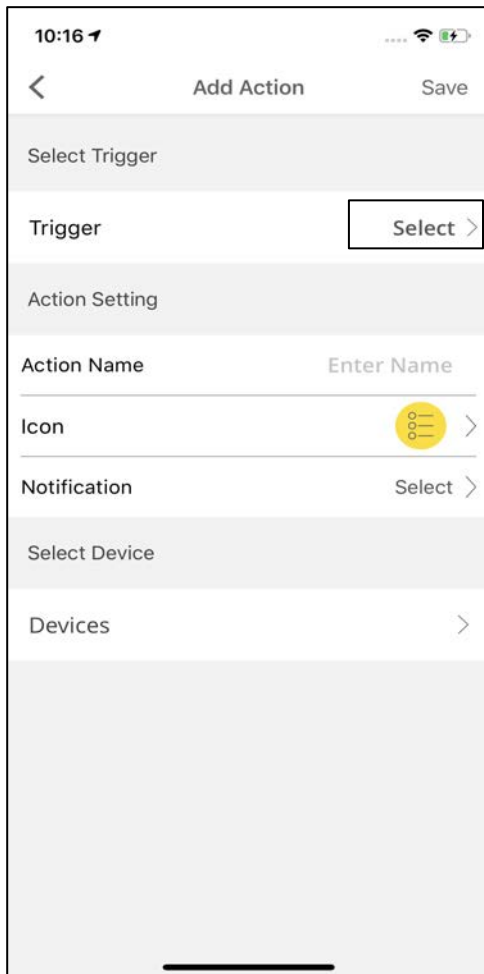 10:16
Add Action
Save
Select Trigger
Trigger
Select
Action Setting
Action Name
Enter Name
Icon
Notification
Select
Select Device
Devices